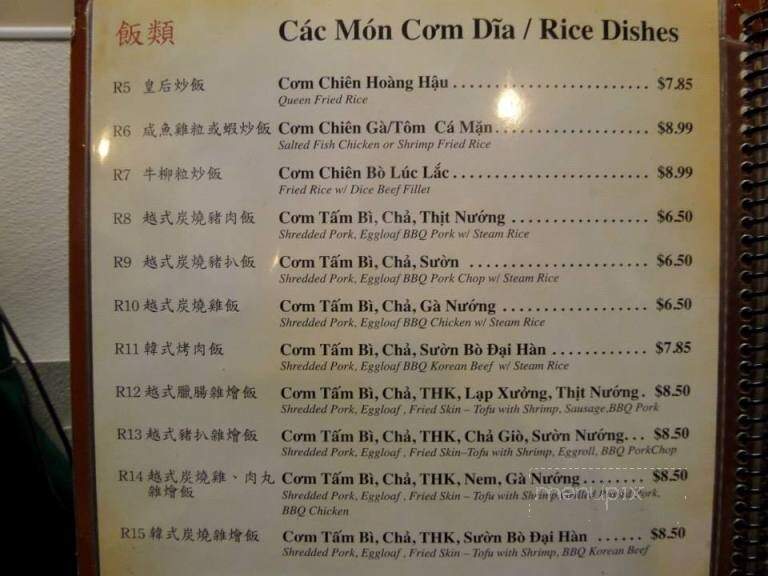 飯類 Các Món Cơm Dĩa / Rice Dishes
R5 皇后炒飯 Cơm Chiên Hoàng Hậu $7.85
Queen Fried Rice
R6 咸魚雞粒或蝦炒飯 Cơm Chiên Gà/Tôm Cá Mặn $8.99
Salted Fish Chicken or Shrimp Fried Rice
R7 牛柳粒炒飯 Cơm Chiên Bò Lúc Lắc $8.99
Fried Rice w/ Dice Beef Fillet
R8 越式炭燒豬肉飯 Cơm Tấm Bì, Chả, Thịt Nướng $6.50
Shredded Pork, Eggloaf BBQ Pork w/ Steam Rice
R9 越式炭燒豬扒飯 Cơm Tấm Bì, Chả, Sườn $6.50
Shredded Pork, Eggloaf BBQ Pork Chop w/ Steam Rice
R10 越式炭燒雞飯 Cơm Tấm Bì, Chả, Gà Nướng $6.50
Shredded Pork, Eggloaf BBQ Chicken w/ Steam Rice
R11 韓式烤肉飯 Cơm Tấm Bì, Chả, Sườn Bò Đại Hàn $7.85
Shredded Pork, Eggloaf BBQ Korean Beef w/ Steam Rice
R12 越式臘腸雜燴飯 Cơm Tấm Bì, Chả, THK, Lạp Xưởng, Thịt Nướng. $8.50
Shredded Pork, Eggloaf , Fried Skin – Tofu with Shrimp, Sausage,BBQ Pork
R13 越式豬扒雜燴飯 Cơm Tấm Bì, Chả, THK, Chả Giò, Sườn Nướng... $8.50
Shredded Pork, Eggloaf , Fried Skin–Tofu with Shrimp, Eggroll, BBQ PorkChop
R14 越式炭燒雞、肉丸 Cơm Tấm Bì, Chả, THK, Nem, Gà Nướng $8.50
雜燴飯 Shredded Pork, Eggloaf , Fried Skin – Tofu with Shrimp, Pork,
BBQ Chicken
menupix
R15 韓式炭燒雜燴飯 Cơm Tấm Bì, Chả, THK, Sườn Bò Đại Hàn $8.50
Shredded Pork, Eggloaf , Fried Skin – Tofu with Shrimp, BBQ Korean Beef